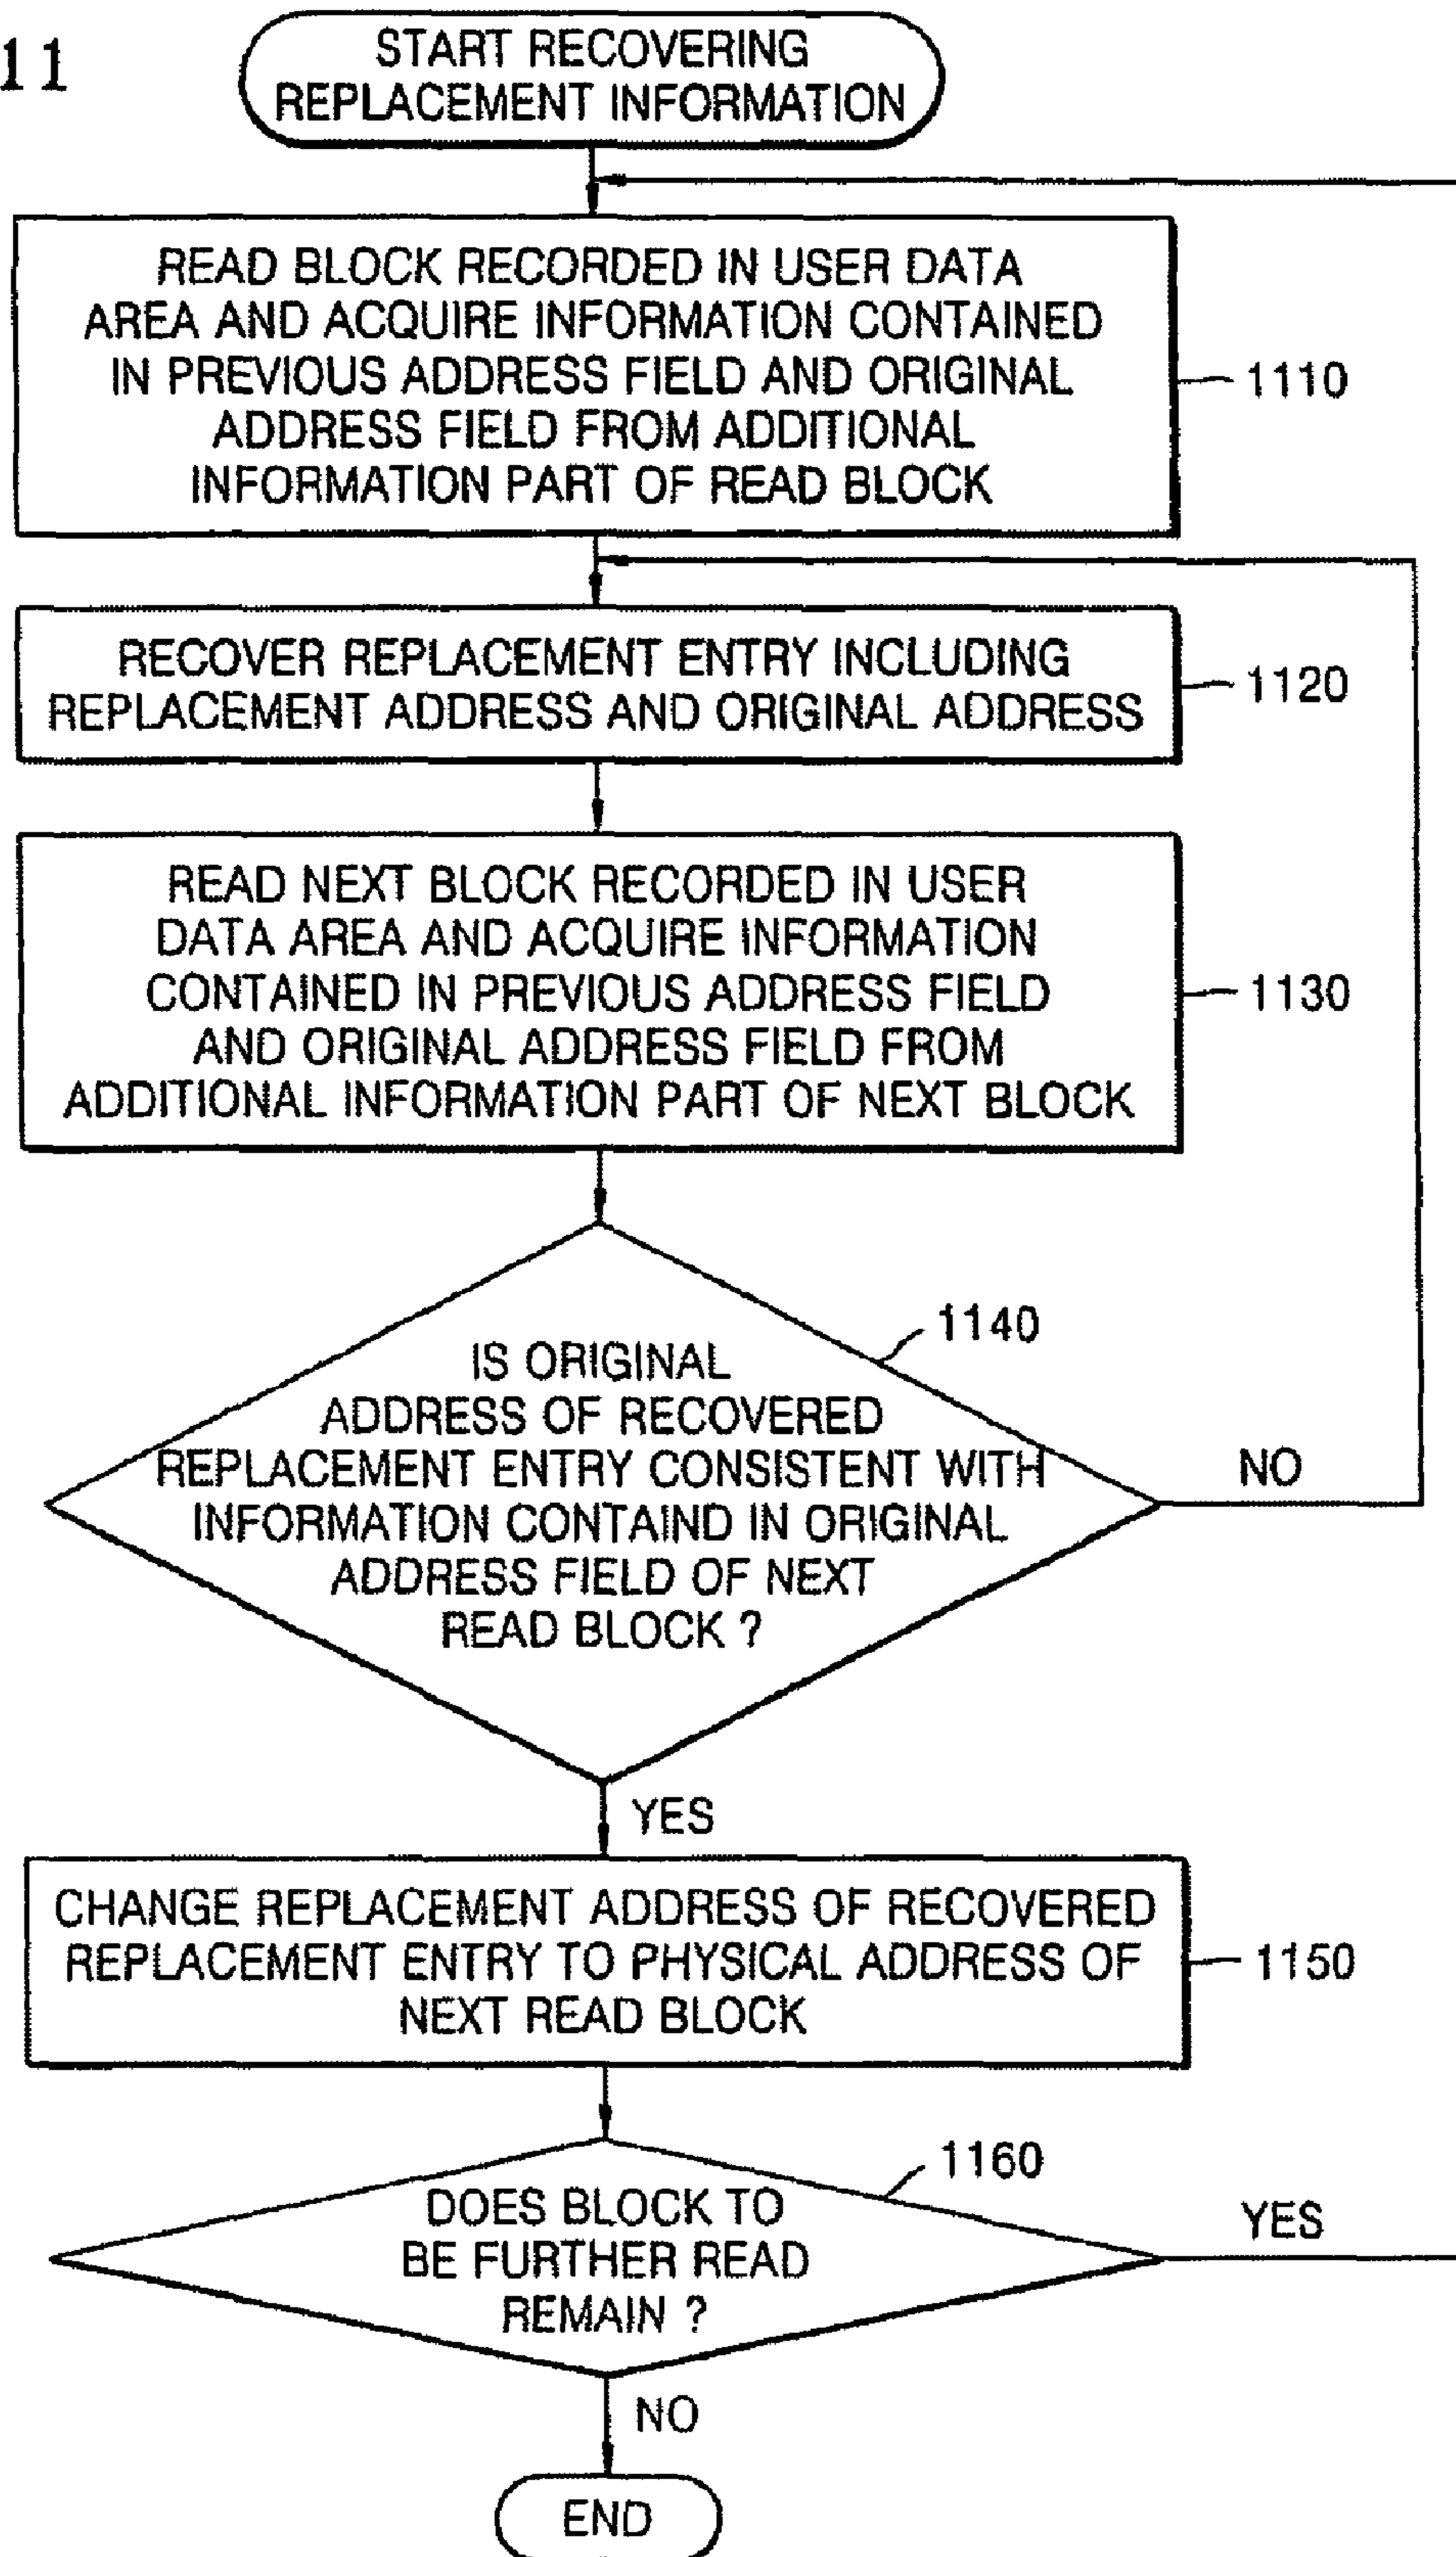 11
START RECOVERING
REPLACEMENT INFORMATION
READ BLOCK RECORDED IN USER DATA
AREA AND ACQUIRE INFORMATION CONTAINED
IN PREVIOUS ADDRESS FIELD AND ORIGINAL
ADDRESS FIELD FROM ADDITIONAL
INFORMATION PART OF READ BLOCK
1110
RECOVER REPLACEMENT ENTRY INCLUDING
REPLACEMENT ADDRESS AND ORIGINAL ADDRESS
1120
READ NEXT BLOCK RECORDED IN USER
DATA AREA AND ACQUIRE INFORMATION
CONTAINED IN PREVIOUS ADDRESS FIELD
AND ORIGINAL ADDRESS FIELD FROM
ADDITIONAL INFORMATION PART OF NEXT BLOCK
1130
1140
IS ORIGINAL
ADDRESS OF RECOVERED
REPLACEMENT ENTRY CONSISTENT WITH
INFORMATION CONTAIND IN ORIGINAL
ADDRESS FIELD OF NEXT
READ BLOCK ?
NO
YES
CHANGE REPLACEMENT ADDRESS OF RECOVERED
REPLACEMENT ENTRY TO PHYSICAL ADDRESS OF
NEXT READ BLOCK
1150
1160
DOES BLOCK TO
BE FURTHER READ
REMAIN ?
YES
NO
END